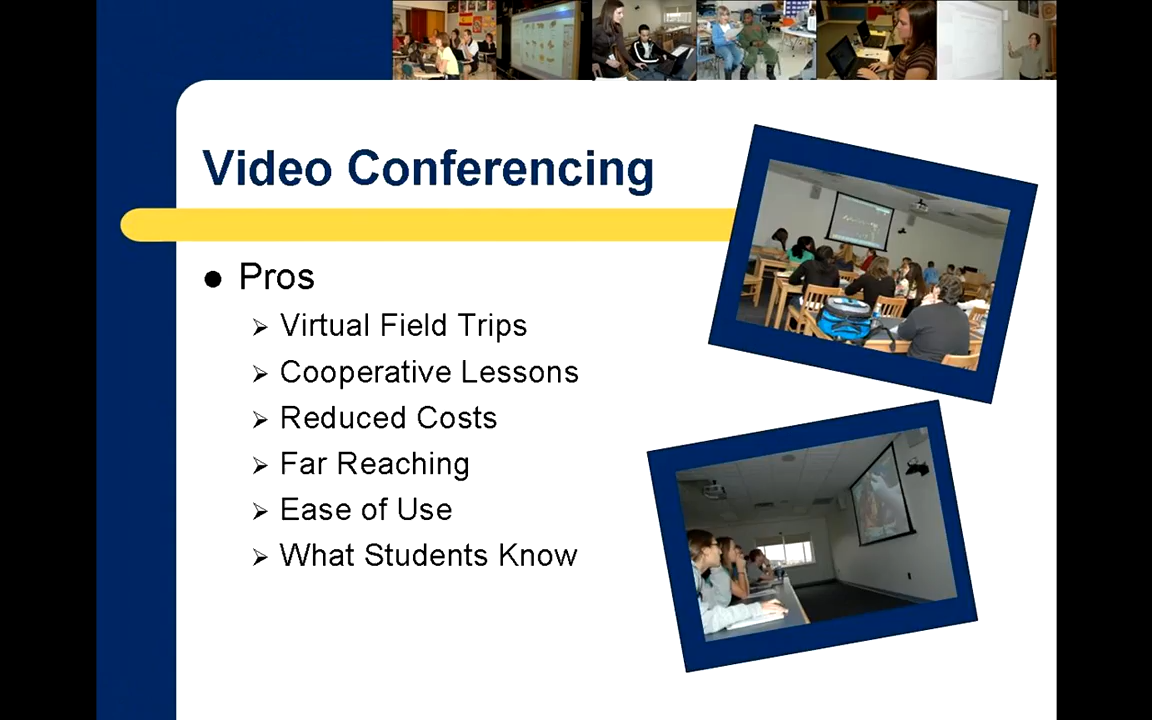 Video Conferencing
Pros
Virtual Field Trips
Cooperative Lessons
Reduced Costs
Far Reaching
Ease of Use
What Students Know